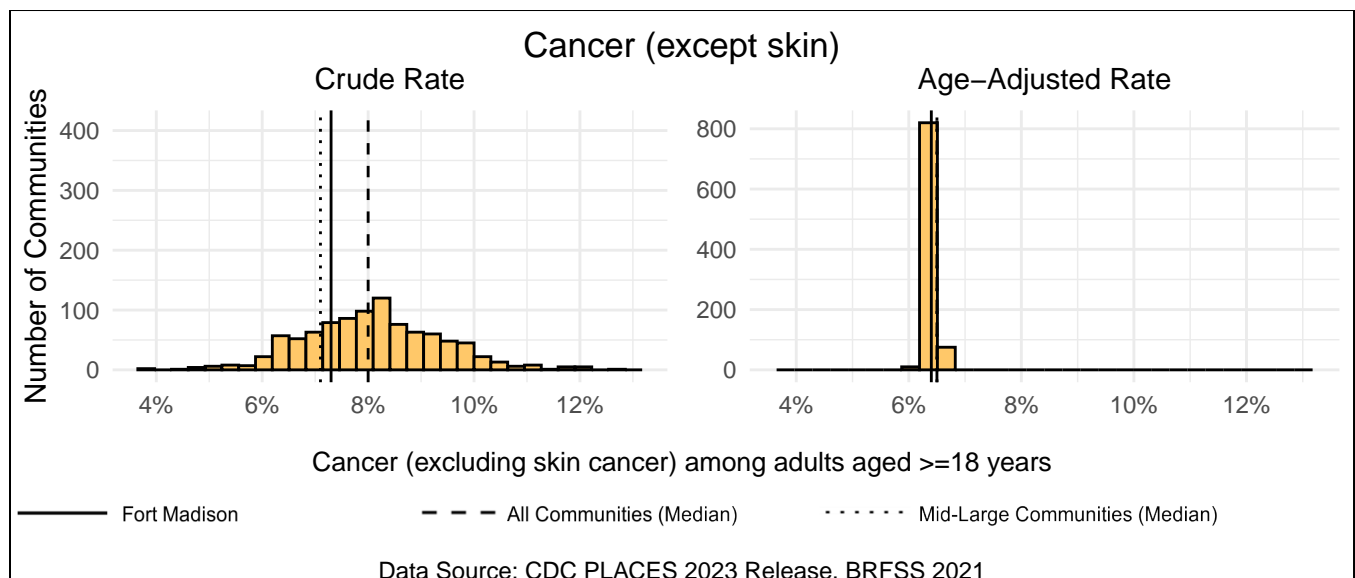 Cancer (except skin)
Crude Rate
Age−Adjusted Rate
Number of Communities
400
300
200
100
0
4%
6%
8%
10%
12%
800
600
400
200
0
4%
6%
8%
10%
12%
Cancer (excluding skin cancer) among adults aged >=18 years
Fort Madison
All Communities (Median)
Mid-Large Communities (Median)
Data Source: CDC PLACES 2023 Release, BRFSS 2021